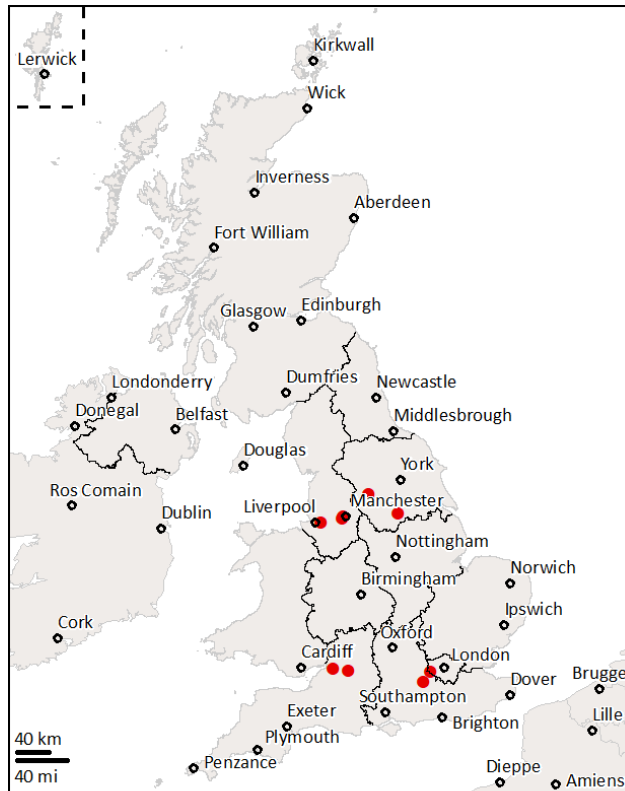 Kirkwall
Lerwick
Wick
Inverness
Aberdeen
Fort William
Glasgow
Edinburgh
Londonderry
Dumfries
Newcastle
Donegal
Belfast
Middlesbrough
Douglas
York
Ros Comain
Liverpool
Manchester
Dublin
Nottingham
Birmingham
Norwich
Ipswich
Cork
Oxford
Cardiff
London
Brugge
Southampton
Dover
Exeter
Brighton
Lille
Plymouth
40 km
Penzance
40 mi
Dieppe
Amiens